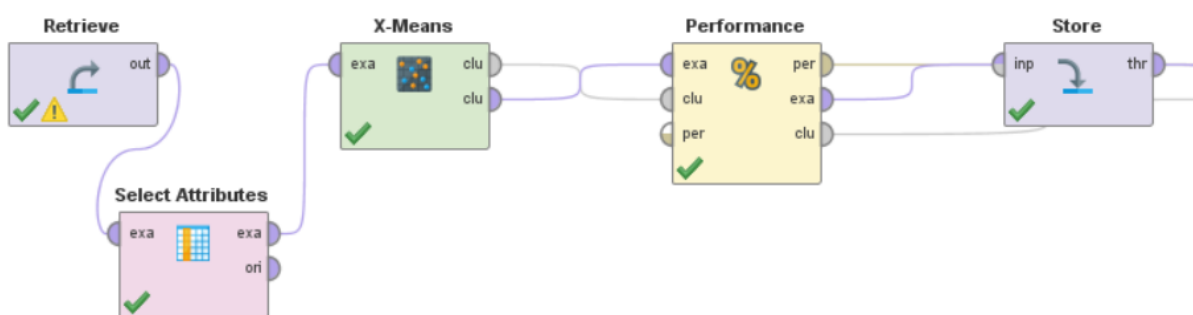 Retrieve
out
X-Means
exa
clu
clu
Performance
exa
per
%
clu
exa
per
clu
Store
inp
thr
Select Attributes
exa
exa
ori